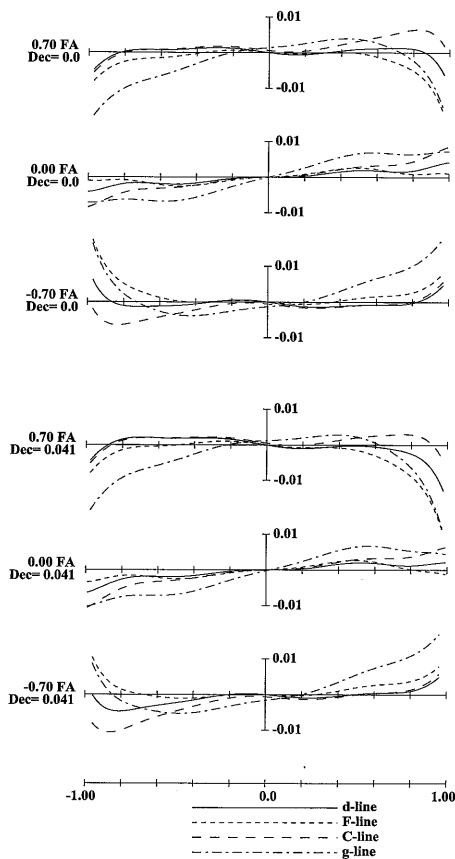 0.01
0.70 FA
Dec= 0.0
-0.01
0.01
0.00 FA
Dec= 0.0
-0.01
0.01
-0.70 FA
Dec= 0.0
-0.01
0.01
0.70 FA
Dec= 0.041
-0.01
0.01
0.00 FA
Dec= 0.041
-0.01
0.01
-0.70 FA
Dec= 0.041
-0.01
-1.00 0.0 1.00
d-line
F-line
C-line
g-line